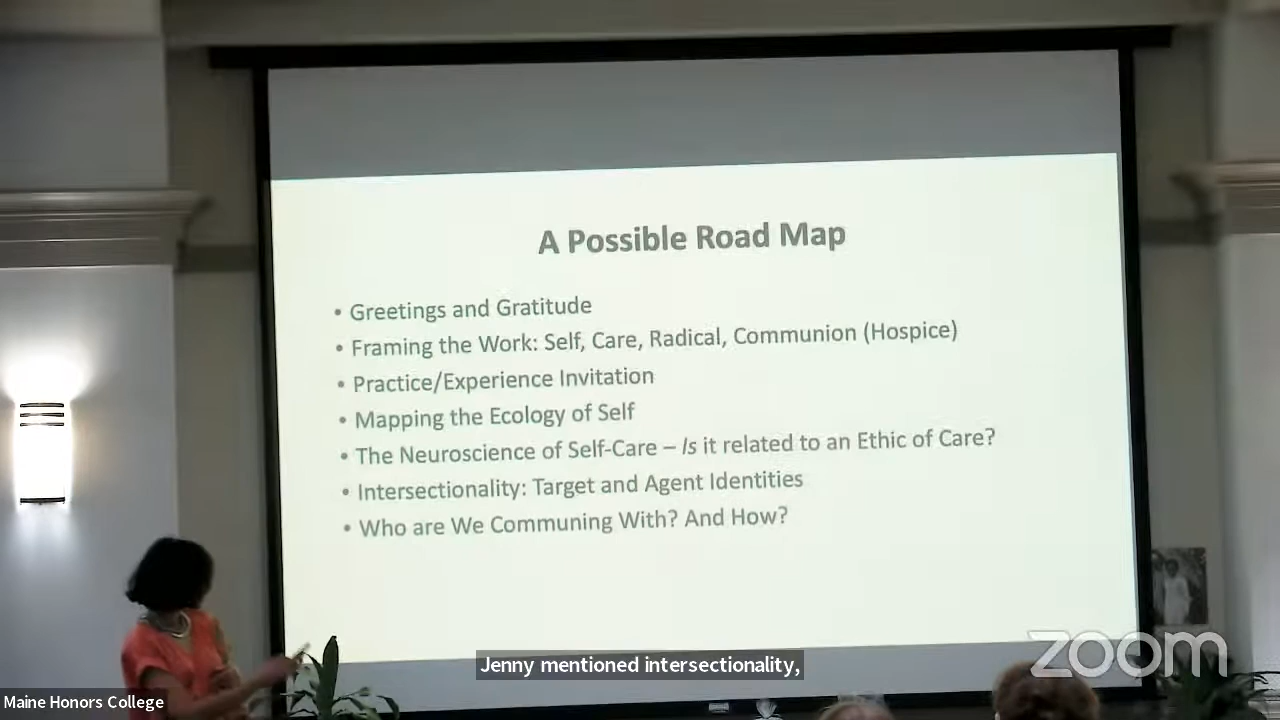 A Possible Road Map
• Greetings and Gratitude
• Framing the Work: Self, Care, Radical, Communion (Hospice)
• Practice/Experience Invitation
• Mapping the Ecology of Self
• The Neuroscience of Self-Care – Is it related to an Ethic of Care?
• Intersectionality: Target and Agent Identities
• Who are We Communing With? And How?
zoom
Jenny mentioned intersectionality,
Maine Honors College